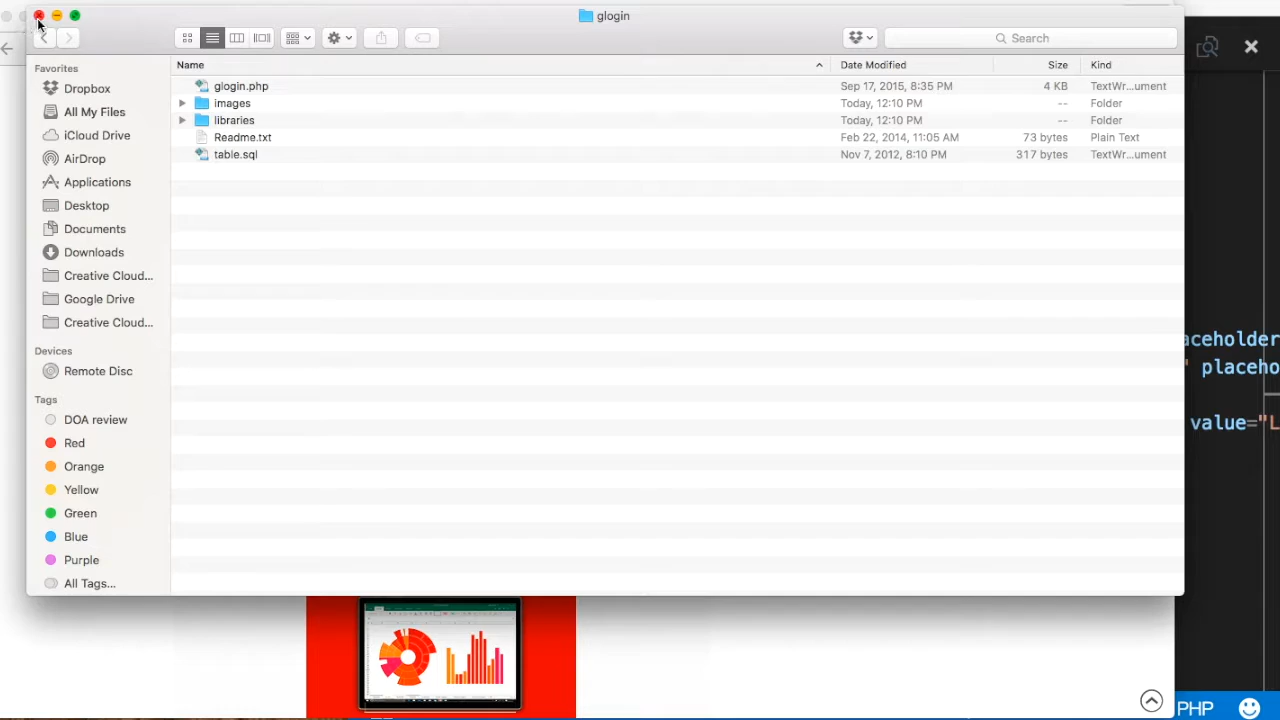 glogin
Search
Favorites
Dropbox
All My Files
iCloud Drive
AirDrop
Applications
Desktop
Documents
Downloads
Creative Cloud...
Google Drive
Creative Cloud...
Devices
Remote Disc
Tags
DOA review
Red
Orange
Yellow
Green
Blue
Purple
All Tags...
Name Date Modified Size Kind
glogin.php Sep 17, 2015, 8:35 PM 4 KB TextWr...ument
images Today, 12:10 PM -- Folder
libraries Today, 12:10 PM -- Folder
Readme.txt Feb 22, 2014, 11:05 AM 73 bytes Plain Text
table.sql Nov 7, 2012, 8:10 PM 317 bytes TextWr...ument
aceholder
" placeho
value="L
PHP